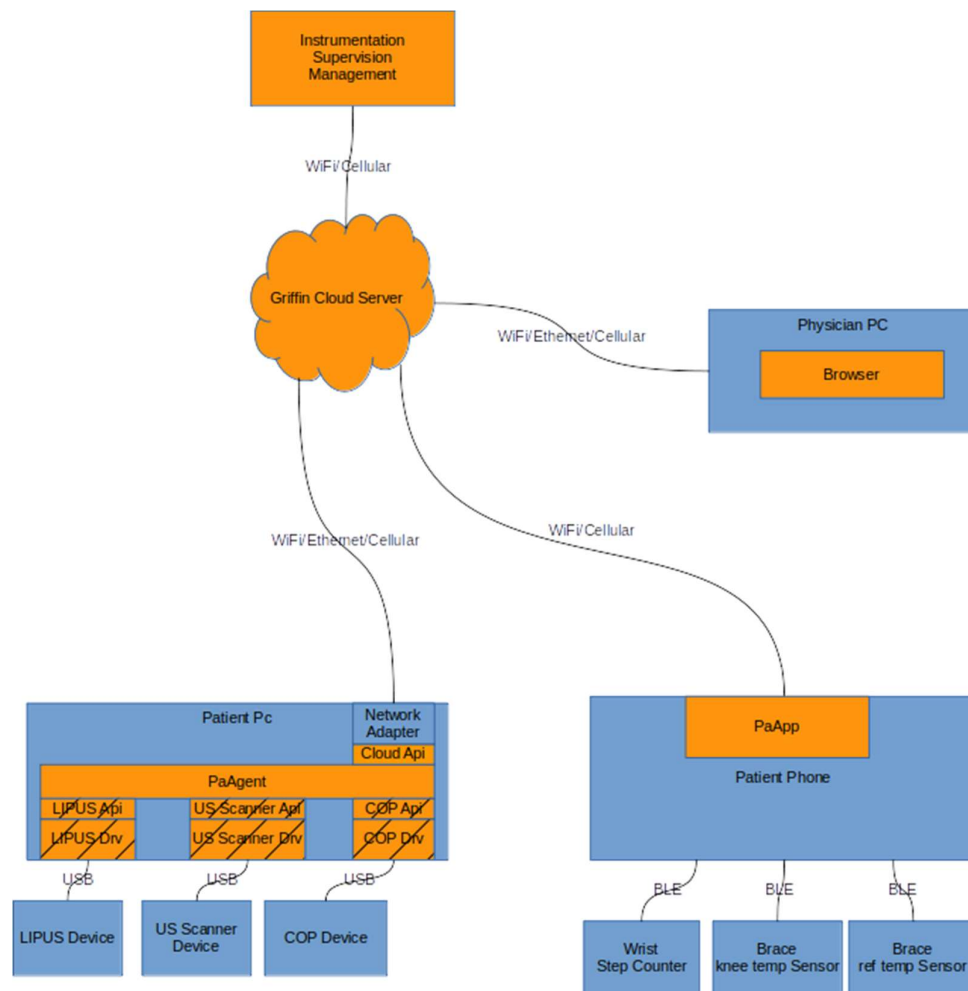 Instrumentation
Supervision
Management
WiFi/Cellular
Griffin Cloud Server
WiFi/Ethernet/Cellular
Physician PC
Browser
WiFi/Ethernet/Cellular
WiFi/Cellular
Patient Pc
Network
Adapter
Cloud Api
PaAgent
LIPUS Api
US Scanner Api
COP Api
LIPUS Drv
US Scanner Drv
COP Drv
USB
USB
USB
LIPUS Device
US Scanner
Device
COP Device
PaApp
Patient Phone
BLE
BLE
BLE
Wrist
Step Counter
Brace
knee temp Sensor
Brace
ref temp Sensor